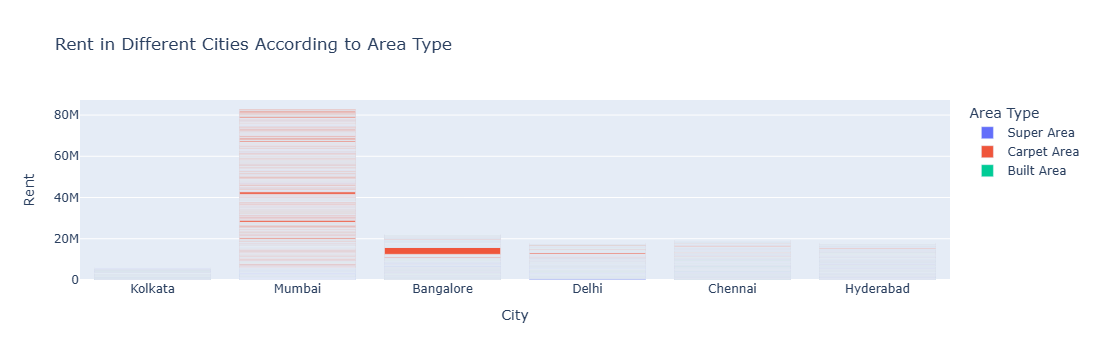 Rent in Different Cities According to Area Type
80M
60M
40M
20M
0
Rent
Kolkata
Mumbai
Bangalore
Delhi
Chennai
Hyderabad
City
Area Type
Super Area
Carpet Area
Built Area